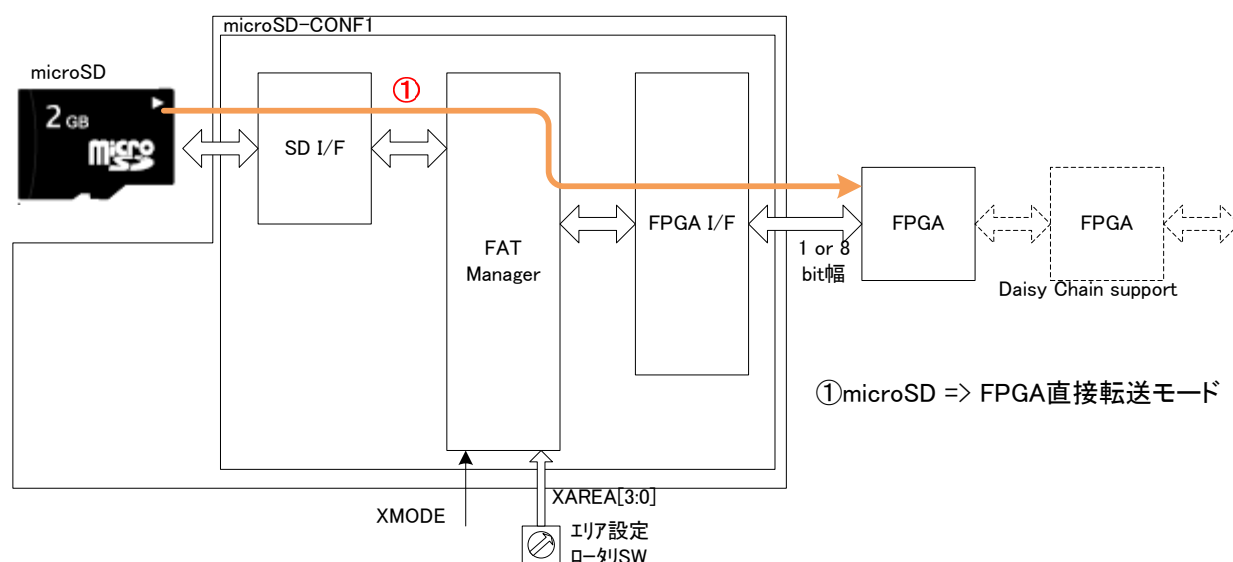 microSD-CONF1
microSD
2 GB
micro
SD
①
SD I/F
FAT
Manager
FPGA I/F
1 or 8
bit幅
FPGA
FPGA
Daisy Chain support
①microSD => FPGA直接転送モード
XMODE
XAREA[3:0]
エリア設定
ロータリSW